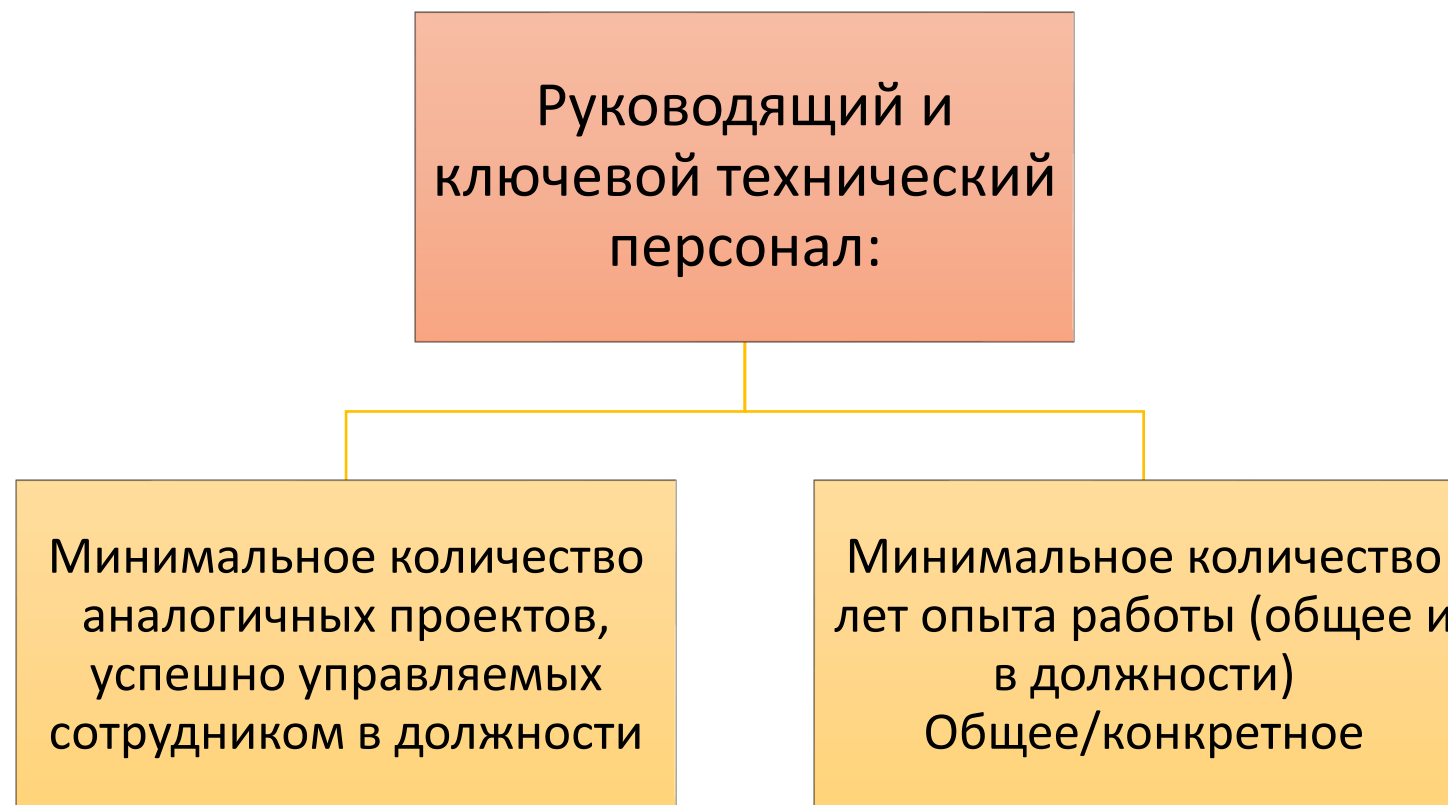 Руководящий и
ключевой технический
персонал:
Минимальное количество
аналогичных проектов,
успешно управляемых
сотрудником в должности
Минимальное количество
лет опыта работы (общее и
в должности)
Общее/конкретное